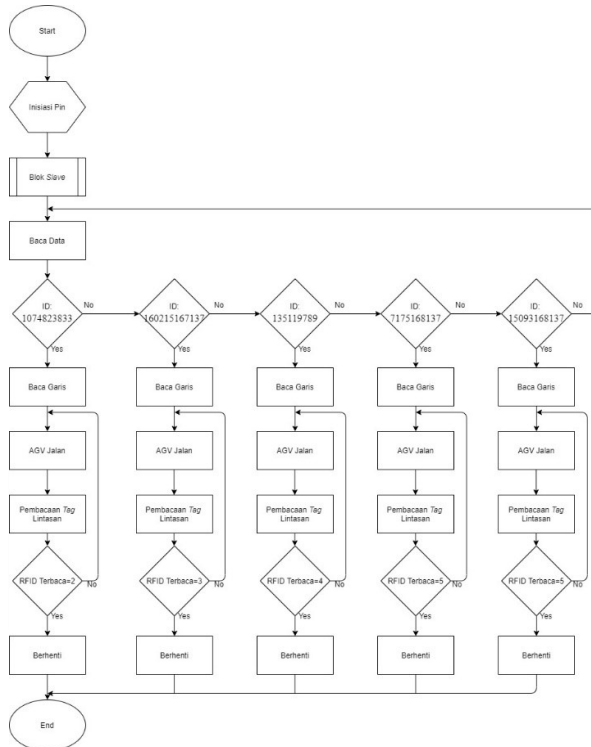 Start
Inisiasi Pin
Blok Slave
Baca Data
ID:
1074823833
No
Yes
ID:
160215167137
No
Yes
ID:
135119789
No
Yes
ID:
7175168137
No
Yes
ID:
15093168137
No
Yes
Baca Garis
Baca Garis
Baca Garis
Baca Garis
Baca Garis
AGV Jalan
AGV Jalan
AGV Jalan
AGV Jalan
AGV Jalan
Pembacaan Tag
Lintasan
Pembacaan Tag
Lintasan
Pembacaan Tag
Lintasan
Pembacaan Tag
Lintasan
Pembacaan Tag
Lintasan
RFID Terbaca=2
No
Yes
RFID Terbaca=3
No
Yes
RFID Terbaca=4
No
Yes
RFID Terbaca=5
No
Yes
RFID Terbaca=5
No
Yes
Berhenti
Berhenti
Berhenti
Berhenti
Berhenti
End